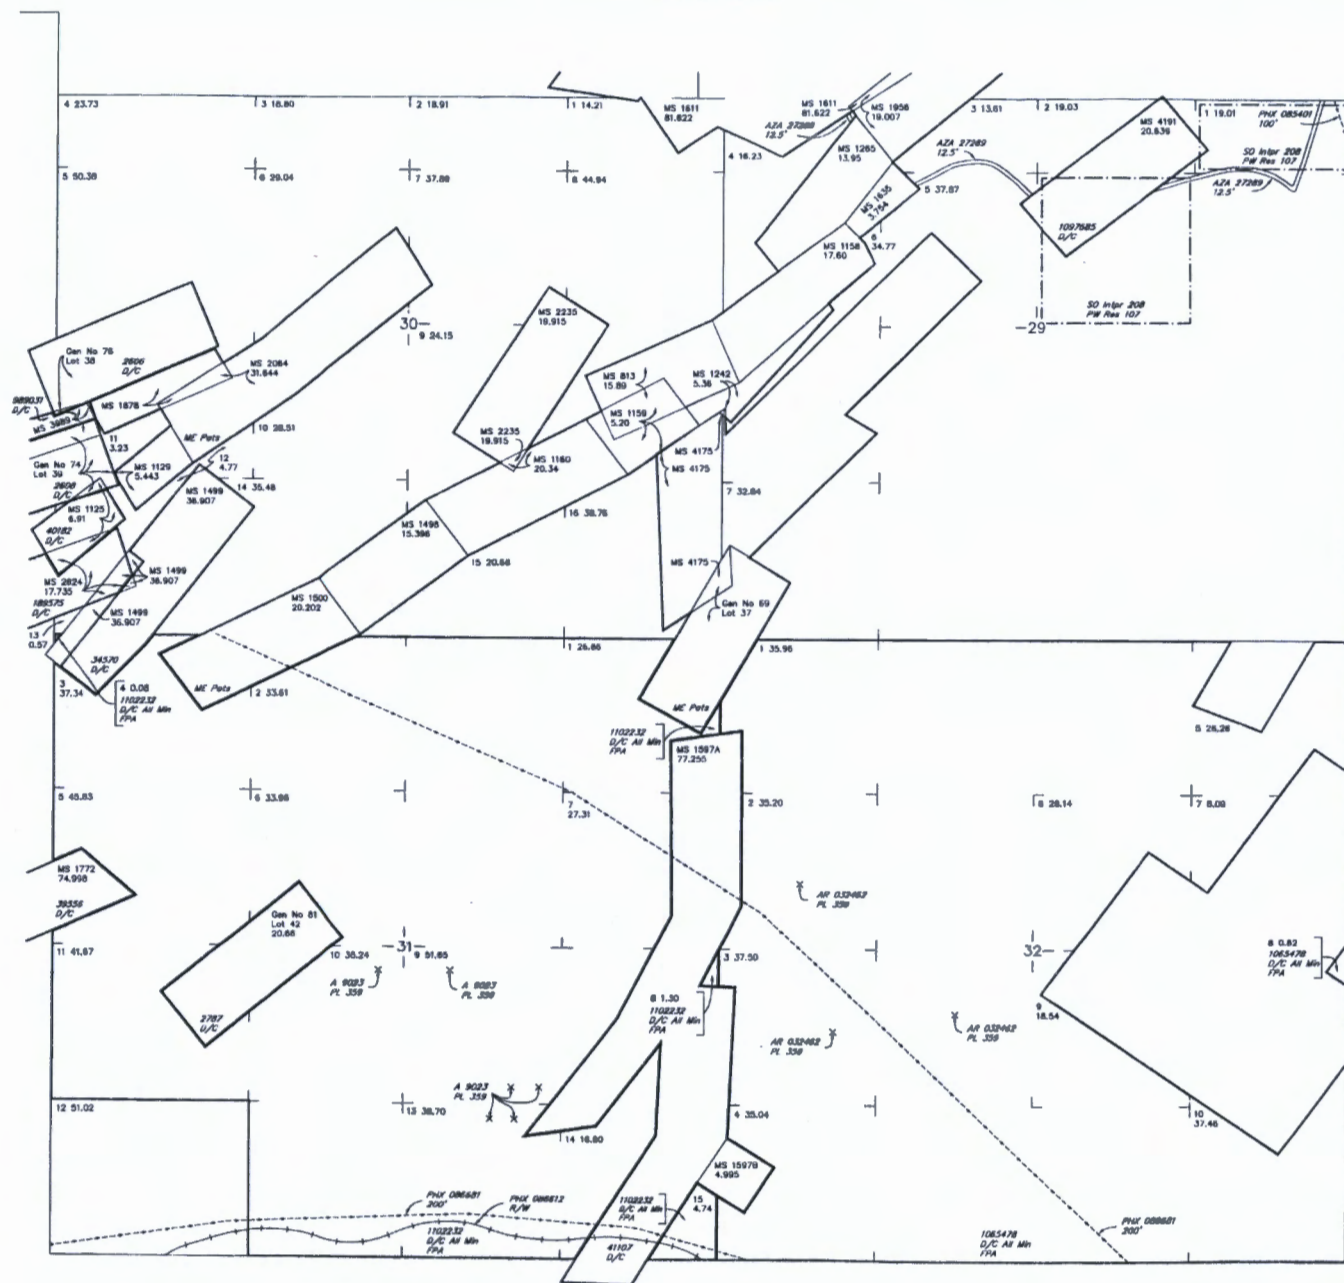 4 23.73
3 16.80
2 18.91
1 14.21
MS 1611
81.622
MS 1611
81.622
MS 1956
19.007
3 13.61
2 19.03
1 19.01
PHX 085401
100'
AZA 27289
12.5'
MS 4191
20.639
MS 1265
13.95
AZA 27289
12.5'
SO Intpr 208
PW Res 107
AZA 27289
12.5'
5 50.38
6 29.04
7 37.89
8 44.94
4 16.23
5 37.87
MS 1635
3.754
6
34.77
MS 1158
17.60
1097685
D/C
SO Intpr 208
PW Res 107
MS 2235
19.915
30
9 24.15
29
Gen No 76
Lot 38
2606
D/C
MS 2084
31.644
MS 813
15.89
MS 1242
5.36
989031
D/C
MS 3989
MS 1878
MS 1159
5.20
11
3.23
ME Pats
10 28.51
MS 2235
19.915
MS 4175
12
4.77
Gen No 74
Lot 39
2608
D/C
MS 1129
5.443
MS 1160
20.34
MS 4175
MS 1499
36.907
14 35.48
7 32.84
MS 1125
6.91
16 38.76
40182
D/C
MS 1498
15.396
15 20.68
MS 4175
MS 2824
17.735
MS 1499
36.907
MS 1500
20.202
Gen No 69
Lot 37
189575
D/C
MS 1499
36.907
13
0.57
1 26.86
1 35.96
34570
D/C
3
37.34
4 0.08
1102232
D/C All Min
FPA
ME Pats
2 33.61
ME Pats
1102232
D/C All Min
FPA
5 26.26
MS 1597A
77.255
5 45.83
6 33.98
7
27.31
2 35.20
6 28.14
7 8.09
MS 1772
74.998
39556
D/C
AR 032462
PL 359
Gen No 81
Lot 42
20.66
11 41.67
10 36.24
31
9 51.65
3 37.50
32
8 0.82
1065478
D/C All Min
FPA
A 9023
PL 359
A 9023
PL 359
2787
D/C
8 1.30
1102232
D/C All Min
FPA
9
18.54
AR 032462
PL 359
AR 032462
PL 359
A 9023
PL 359
12 51.02
13 38.70
4 35.04
10
37.46
14 16.80
MS 1597B
4.995
PHX 086681
200'
PHX 086612
R/W
1102232
D/C All Min
FPA
15
4.74
PHX 086681
200'
1102232
D/C All Min
FPA
41107
D/C
1065478
D/C All Min
FPA